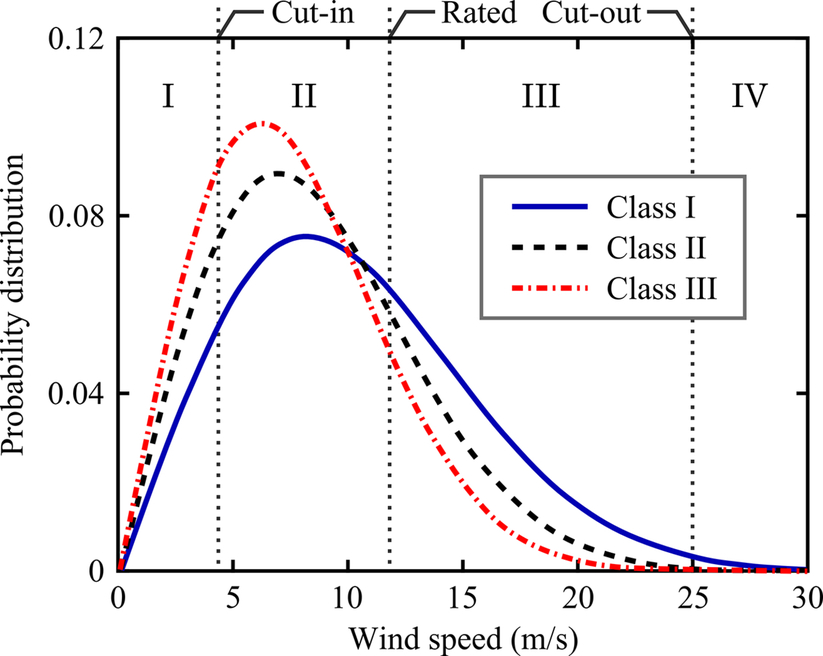 Cut-in Rated Cut-out
0.12
I II III IV
0.08
Class I
Class II
Class III
0.04
0
0 5 10 15 20 25 30
Wind speed (m/s)
Probability distribution